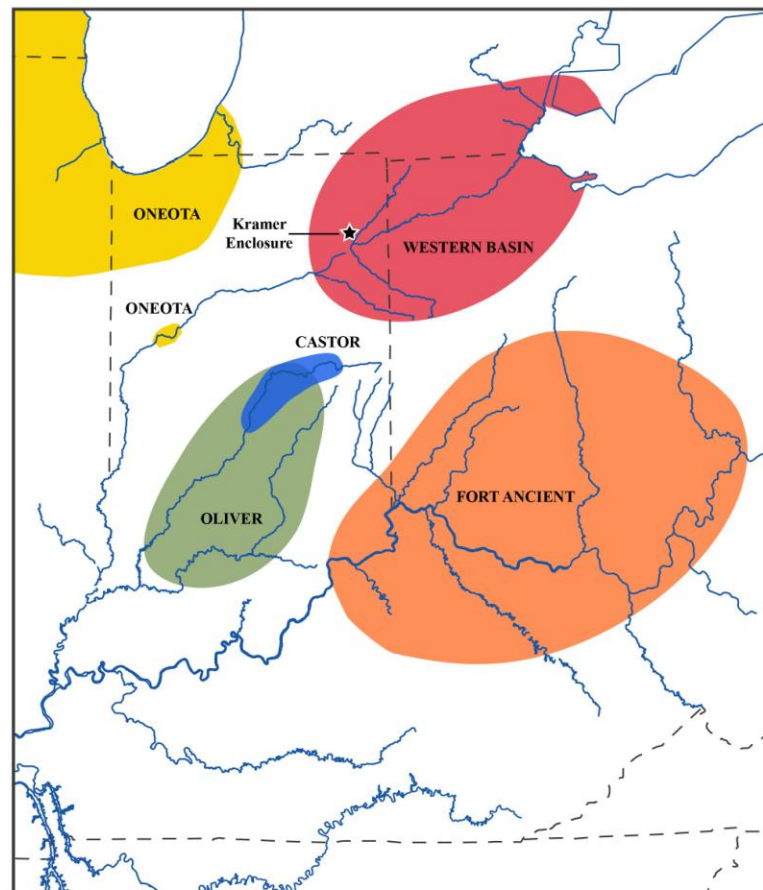 ONEOTA
Kramer
Enclosure
WESTERN BASIN
ONEOTA
CASTOR
FORT ANCIENT
OLIVER